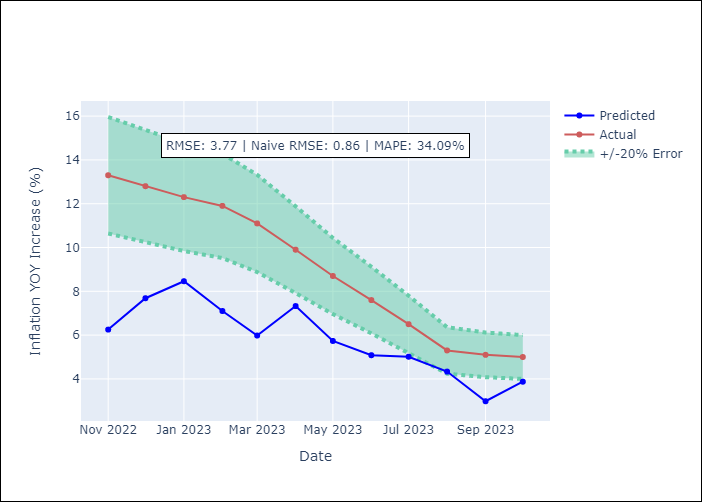 16
14
12
10
8
6
4
Inflation YOY Increase (%)
RMSE: 3.77 | Naive RMSE: 0.86 | MAPE: 34.09%
Predicted
Actual
+/-20% Error
Nov 2022
Jan 2023
Mar 2023
May 2023
Jul 2023
Sep 2023
Date